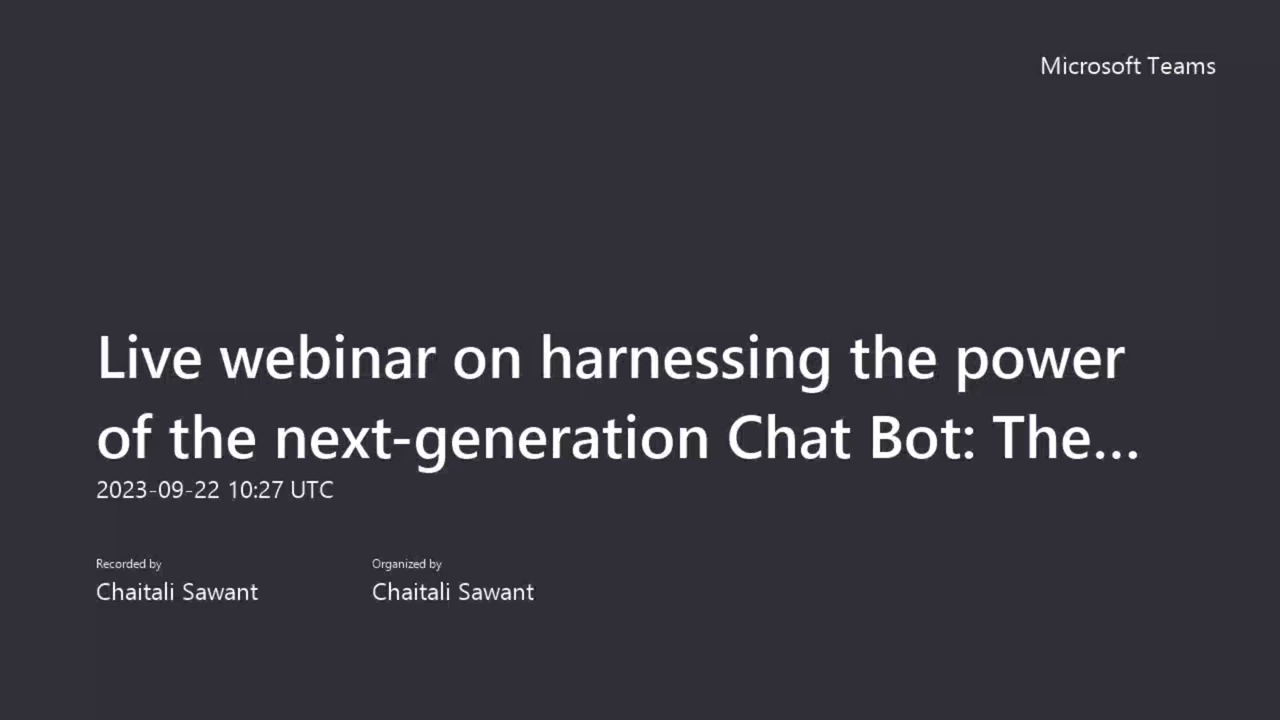 Microsoft Teams
Live webinar on harnessing the power
of the next-generation Chat Bot: The...
2023-09-22 10:27 UTC
Recorded by
Chaitali Sawant
Organized by
Chaitali Sawant